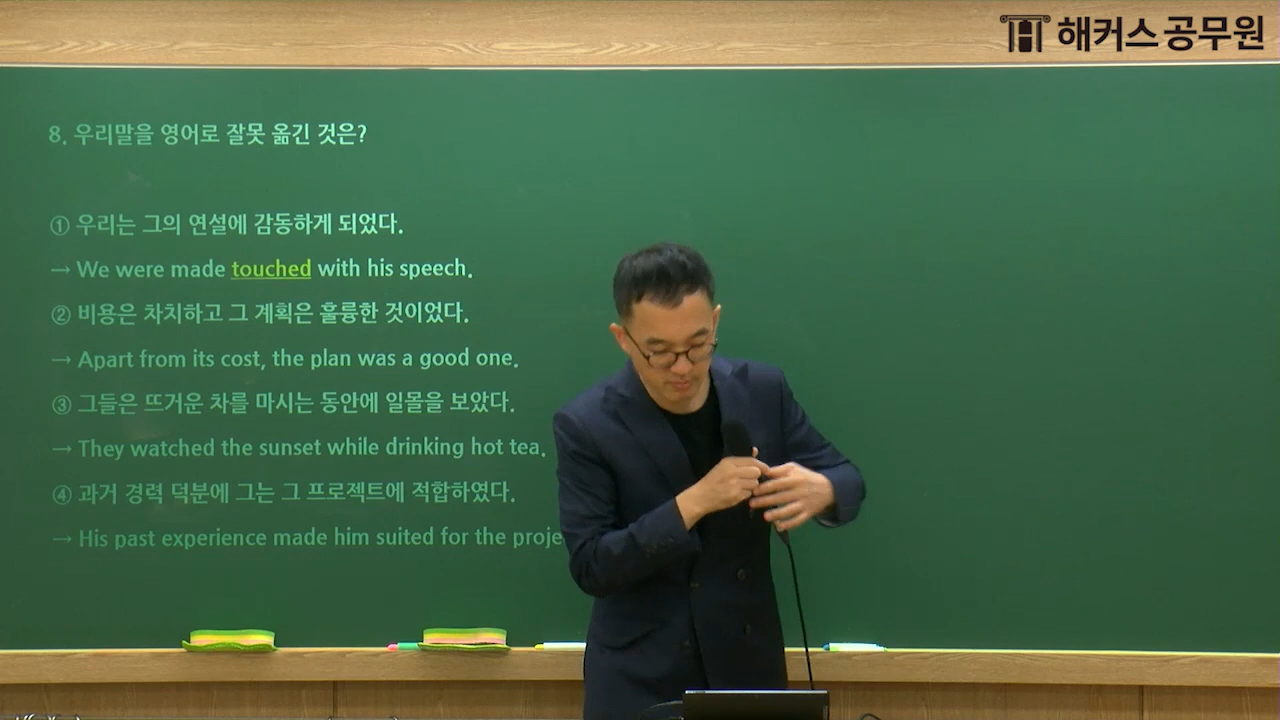 해커스공무원
8. 우리말을 영어로 잘못 옮긴 것은?
① 우리는 그의 연설에 감동하게 되었다.
→ We were made touched with his speech.
② 비용은 차치하고 그 계획은 훌륭한 것이었다.
→ Apart from its cost, the plan was a good one.
③ 그들은 뜨거운 차를 마시는 동안에 일몰을 보았다.
→ They watched the sunset while drinking hot tea.
④ 과거 경력 덕분에 그는 그 프로젝트에 적합하였다.
→ His past experience made him suited for the proje